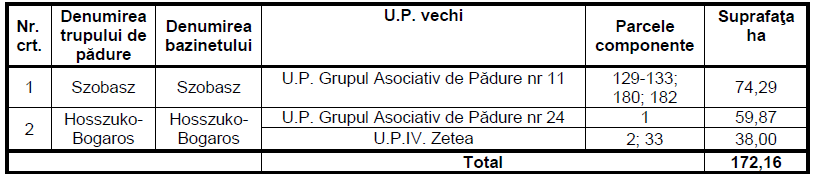 Nr. crt. Denumirea trupului de pădure Denumirea bazinetului U.P. vechi Parcele componente Suprafaţa ha
1 Szobasz Szobasz U.P. Grupul Asociativ de Pădure nr 11 129-133; 180; 182 74,29
2 Hosszuko-Bogaros Hosszuko-Bogaros U.P. Grupul Asociativ de Pădure nr 24 1 59,87
U.P.IV. Zetea 2; 33 38,00
Total 172,16